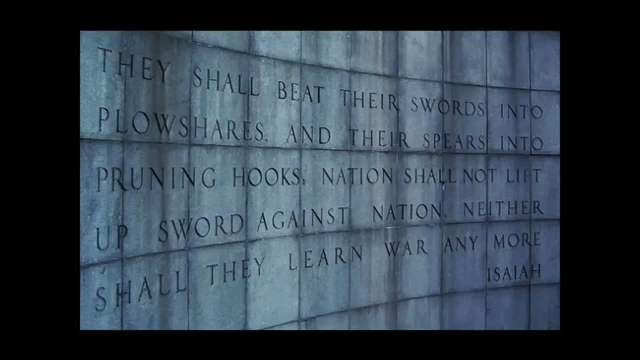 THEY SHALL BEAT THEIR SWORDS INTO
PLOWSHARES. AND THEIR SPEARS INTO
PRUNING HOOKS. NATION SHALL NOT LIFT
UP SWORD AGAINST NATION. NEITHER
SHALL THEY LEARN WAR ANY MORE
ISAIAH